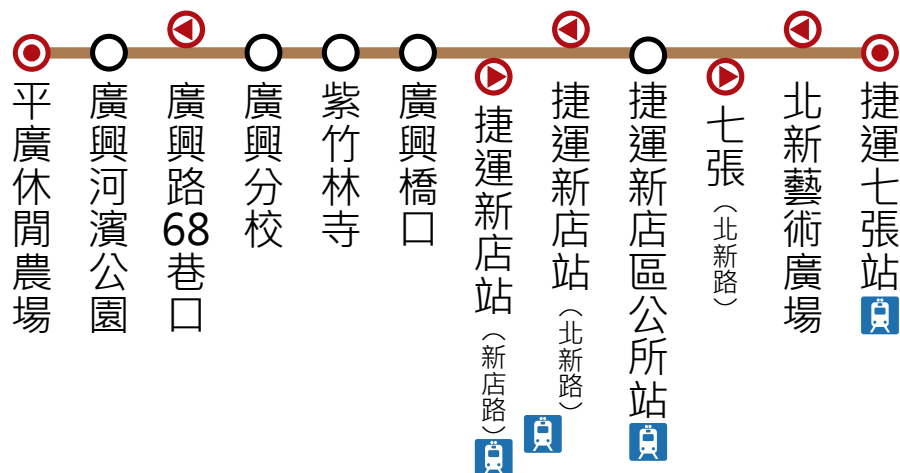 平廣休閒農場
廣興河濱公園
廣興路68巷口
廣興分校
紫竹林寺
廣興橋口
捷運新店站（新店路）
捷運新店站（北新路）
捷運新店區公所站
七張（北新路）
北新藝術廣場
捷運七張站